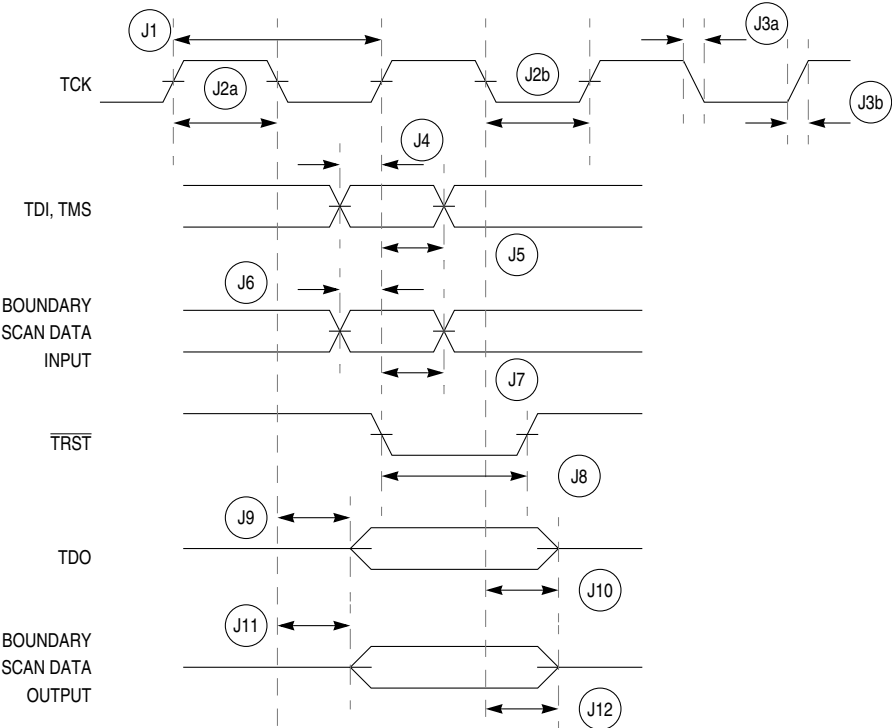 J1
J3a
TCK
J2a
J2b
J3b
J4
TDI, TMS
J5
J6
BOUNDARY
SCAN DATA
INPUT
J7
TRST
J8
J9
TDO
J10
J11
BOUNDARY
SCAN DATA
OUTPUT
J12